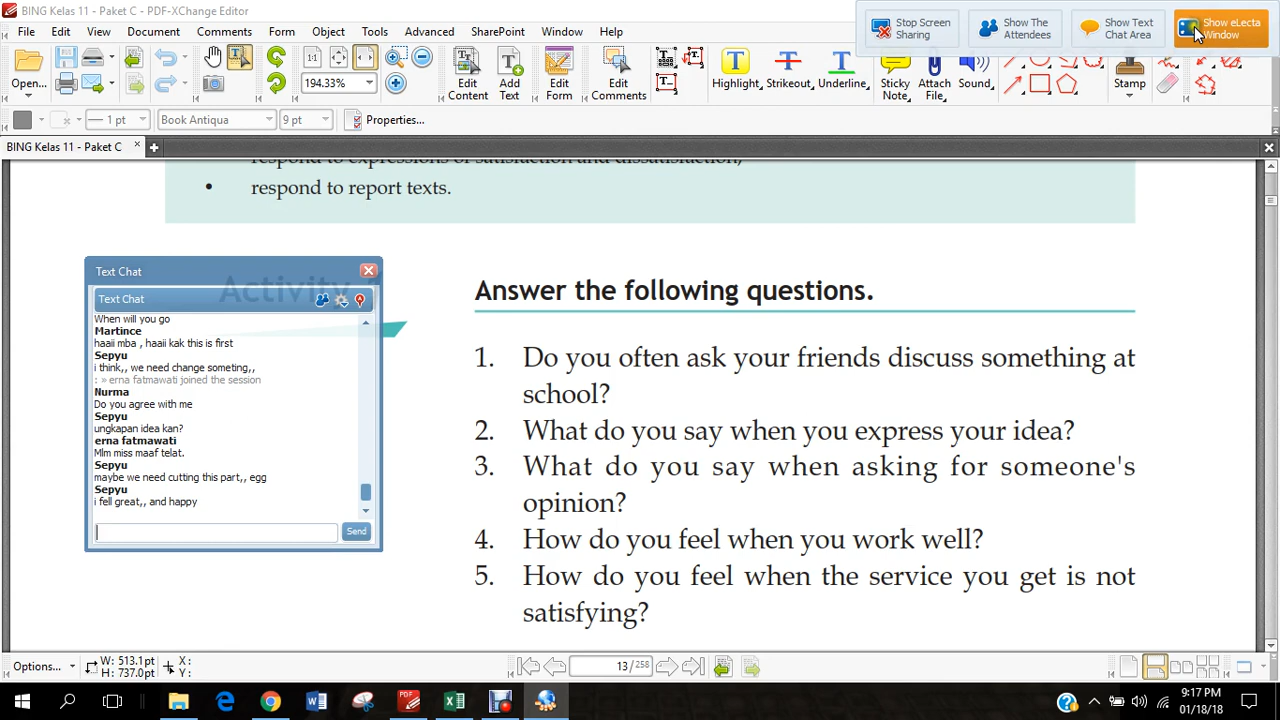 BING Kelas 11 - Paket C - PDF-XChange Editor
File Edit View Document Comments Form Object Tools Advanced SharePoint Window Help
Stop Screen Sharing
Show The Attendees
Show Text Chat Area
Show eLecta Window
Open...
194.33%
Edit Content
Add Text
Edit Form
Edit Comments
Highlight
Strikeout
Underline
Sticky Note
Attach File
Sound
Stamp
1 pt
Book Antiqua
9 pt
Properties...
BING Kelas 11 - Paket C
respond to expressions of satisfaction and dissatisfaction,
• respond to report texts.
Activity
Answer the following questions.
1. Do you often ask your friends discuss something at
school?
2. What do you say when you express your idea?
3. What do you say when asking for someone's
opinion?
4. How do you feel when you work well?
5. How do you feel when the service you get is not
satisfying?
Text Chat
Text Chat
When will you go
Martince
haaii mba , haaii kak this is first
Sepyu
i think,, we need change someting,,
: » erna fatmawati joined the session
Nurma
Do you agree with me
Sepyu
ungkapan idea kan?
erna fatmawati
Mlm miss maaf telat.
Sepyu
maybe we need cutting this part,, egg
Sepyu
i fell great,, and happy
Send
Options...
W: 513.1pt
H: 737.0pt
X:
Y:
13 / 258
9:17 PM
01/18/18